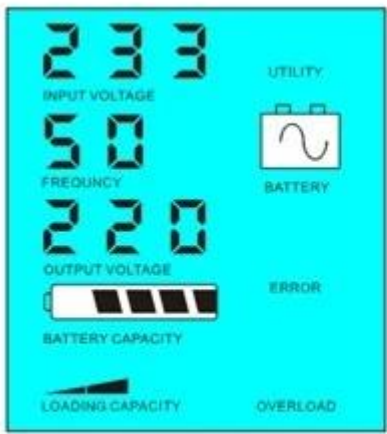 233
UTILITY
INPUT VOLTAGE
50
FREQUNCY
BATTERY
220
OUTPUT VOLTAGE
ERROR
BATTERY CAPACITY
LOADING CAPACITY
OVERLOAD